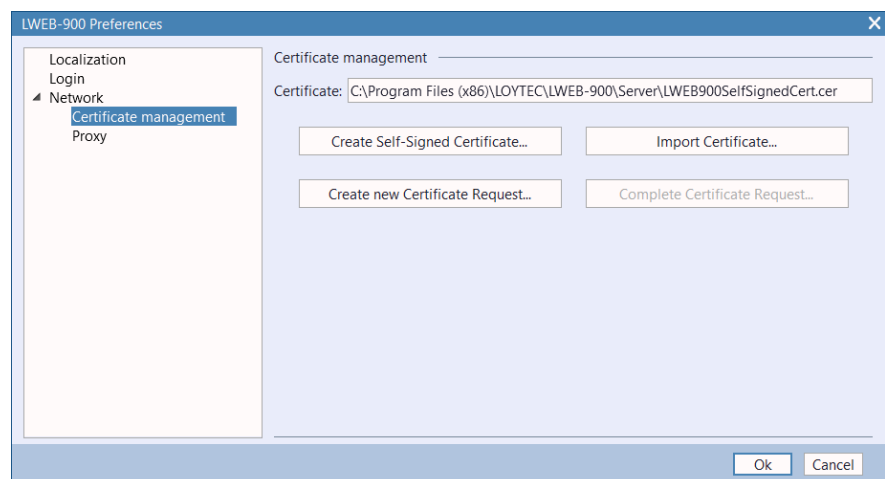 LWEB-900 Preferences
Localization
Login
Network
Certificate management
Proxy
Certificate management
Certificate: C:\Program Files (x86)\LOYTEC\LWEB-900\Server\LWEB900SelfSignedCert.cer
Create Self-Signed Certificate...
Import Certificate...
Create new Certificate Request...
Complete Certificate Request...
Ok
Cancel